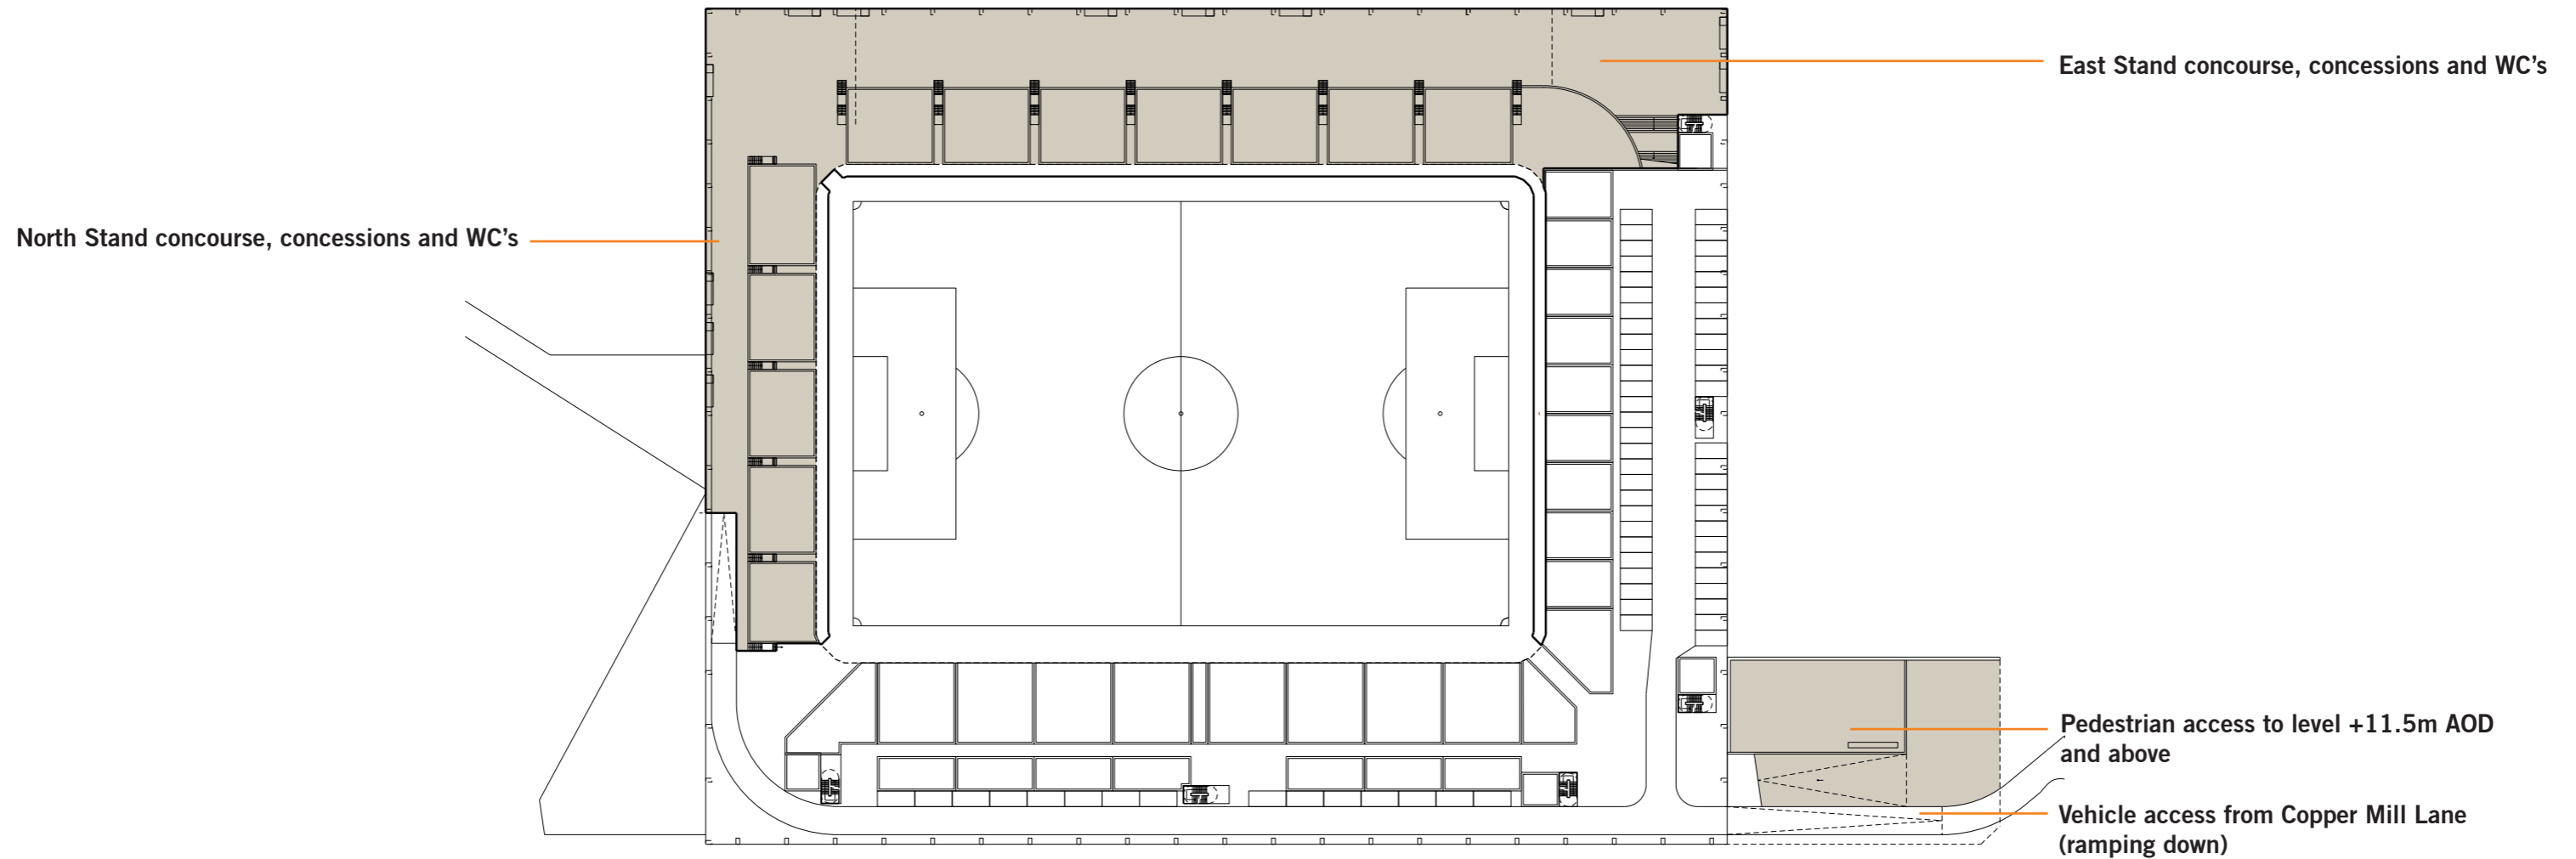 East Stand concourse, concessions and WC’s
North Stand concourse, concessions and WC’s
Pedestrian access to level +11.5m AOD
and above
Vehicle access from Copper Mill Lane
(ramping down)